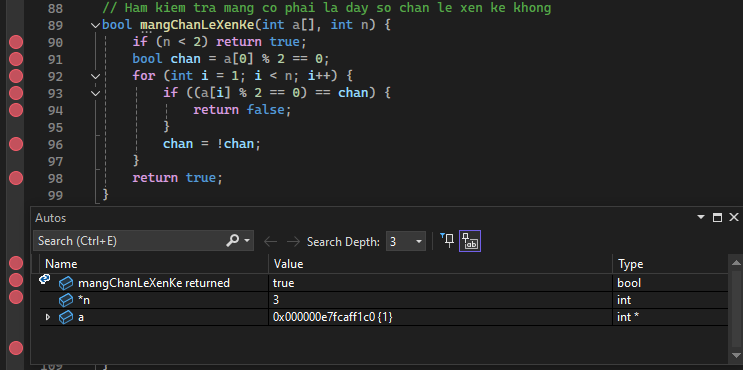 88 // Ham kiem tra mang co phai la day so chan le xen ke khong
89 bool mangChanLeXenKe(int a[], int n) {
90 if (n < 2) return true;
91 bool chan = a[0] % 2 == 0;
92 for (int i = 1; i < n; i++) {
93 if ((a[i] % 2 == 0) == chan) {
94 return false;
95 }
96 chan = !chan;
97 }
98 return true;
99 }
Autos
Search (Ctrl+E) Search Depth: 3
Name Value Type
mangChanLeXenKe returned true bool
*n 3 int
a 0x000000e7fcaff1c0 {1} int *